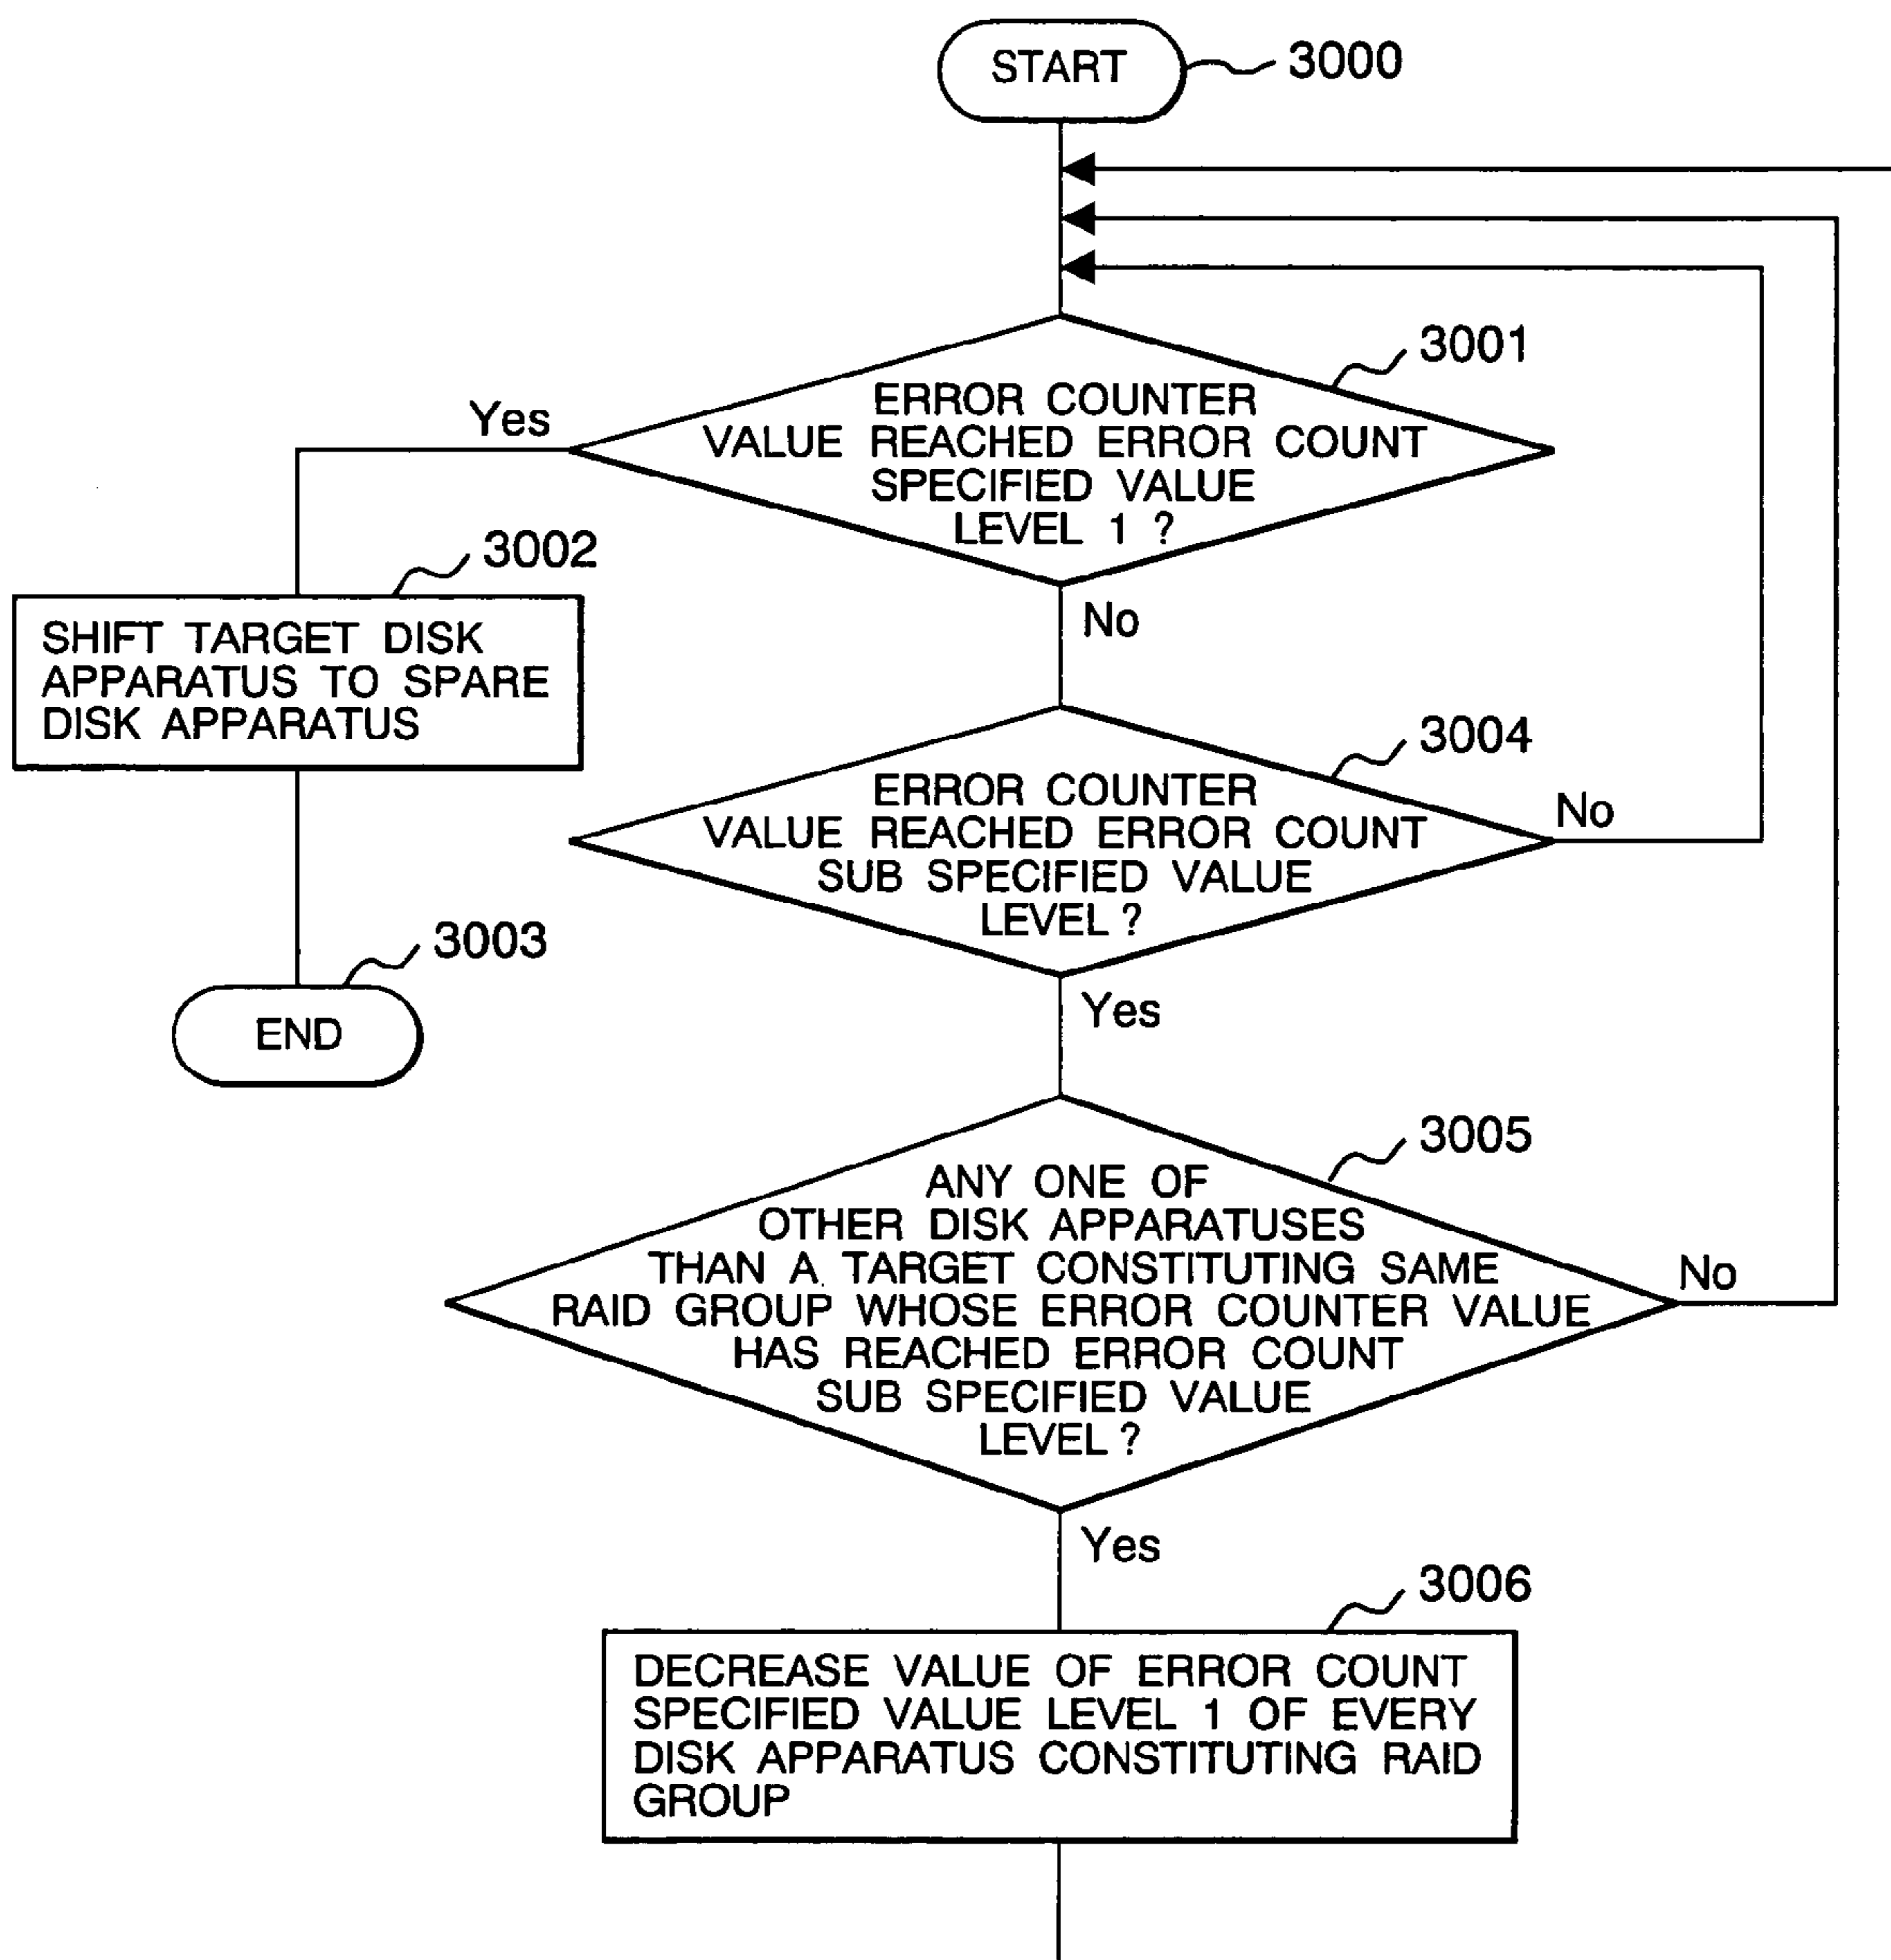 START
3000
3001
ERROR COUNTER
VALUE REACHED ERROR COUNT
SPECIFIED VALUE
LEVEL 1 ?
Yes
No
3002
SHIFT TARGET DISK
APPARATUS TO SPARE
DISK APPARATUS
3003
END
3004
ERROR COUNTER
VALUE REACHED ERROR COUNT
SUB SPECIFIED VALUE
LEVEL ?
No
Yes
3005
ANY ONE OF
OTHER DISK APPARATUSES
THAN A TARGET CONSTITUTING SAME
RAID GROUP WHOSE ERROR COUNTER VALUE
HAS REACHED ERROR COUNT
SUB SPECIFIED VALUE
LEVEL ?
No
Yes
3006
DECREASE VALUE OF ERROR COUNT
SPECIFIED VALUE LEVEL 1 OF EVERY
DISK APPARATUS CONSTITUTING RAID
GROUP